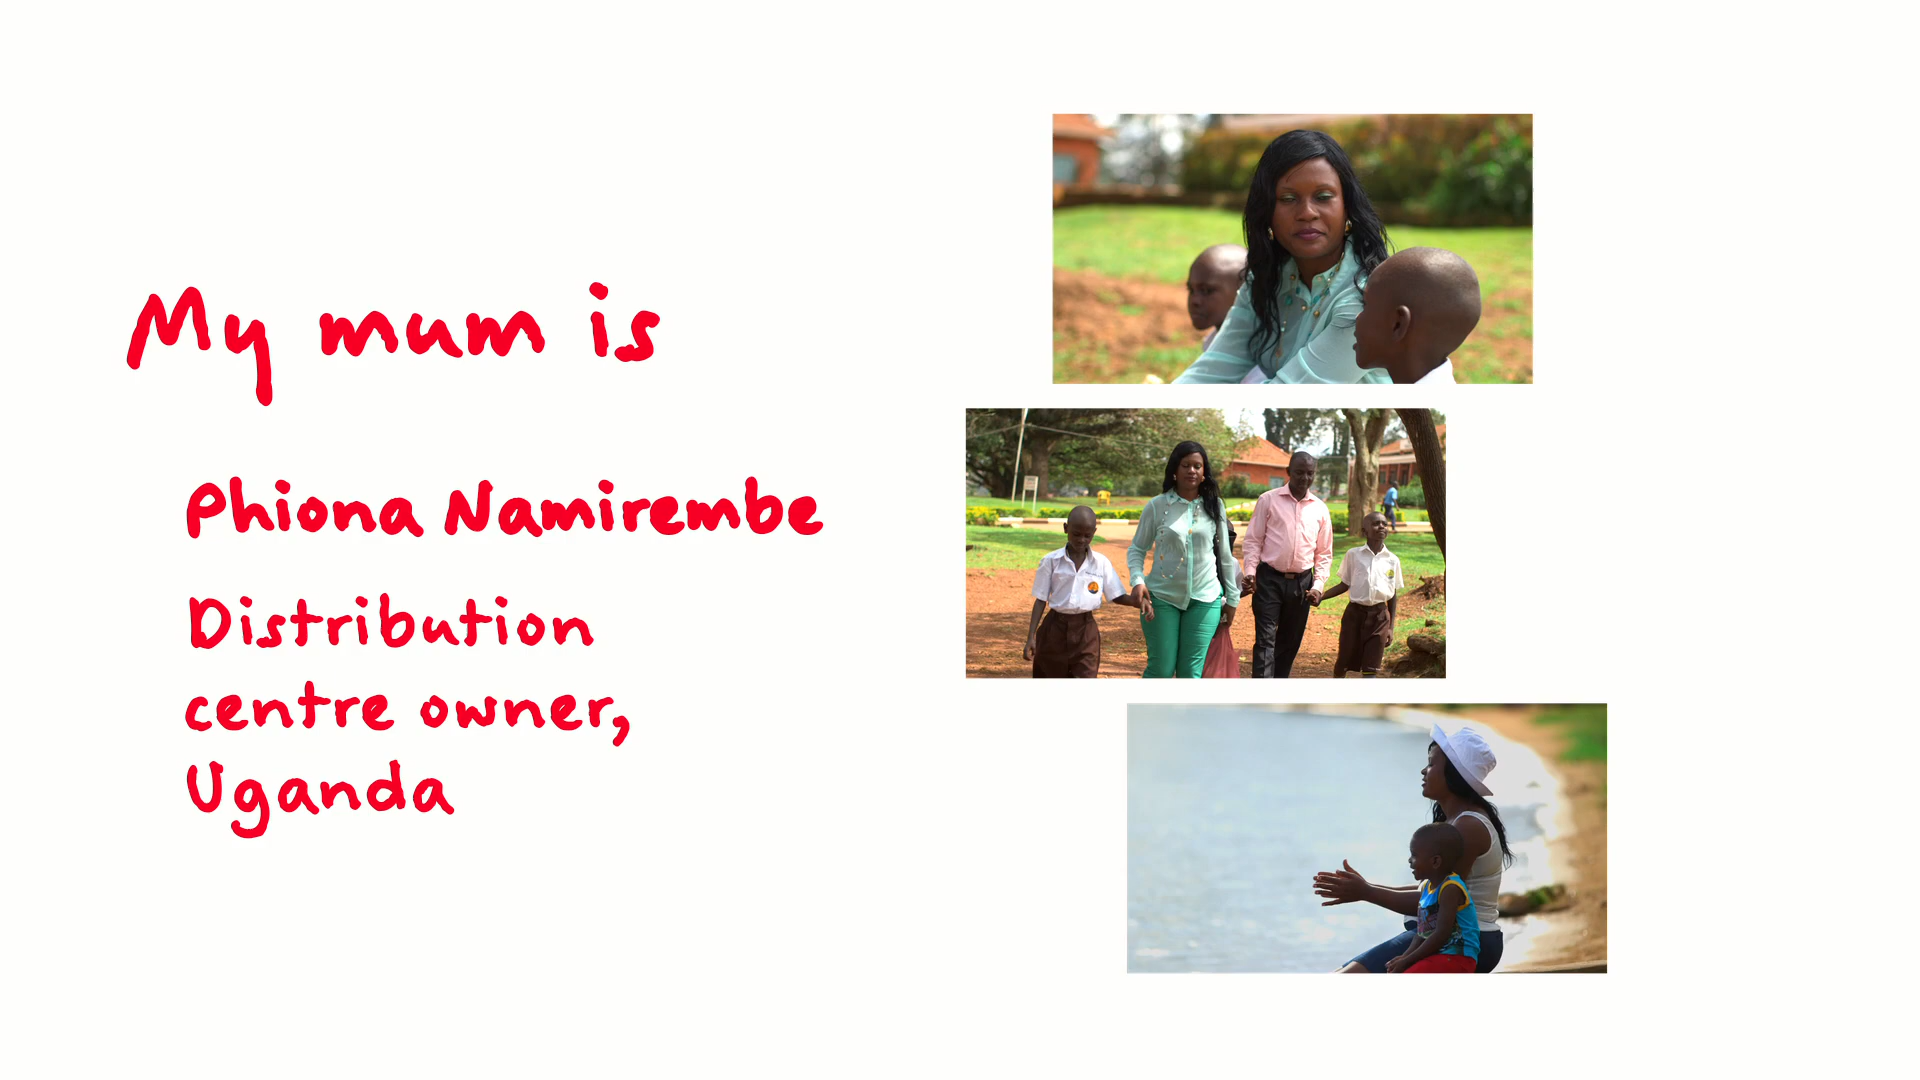 My mum is
Phiona Namirembe
Distribution
centre owner,
Uganda